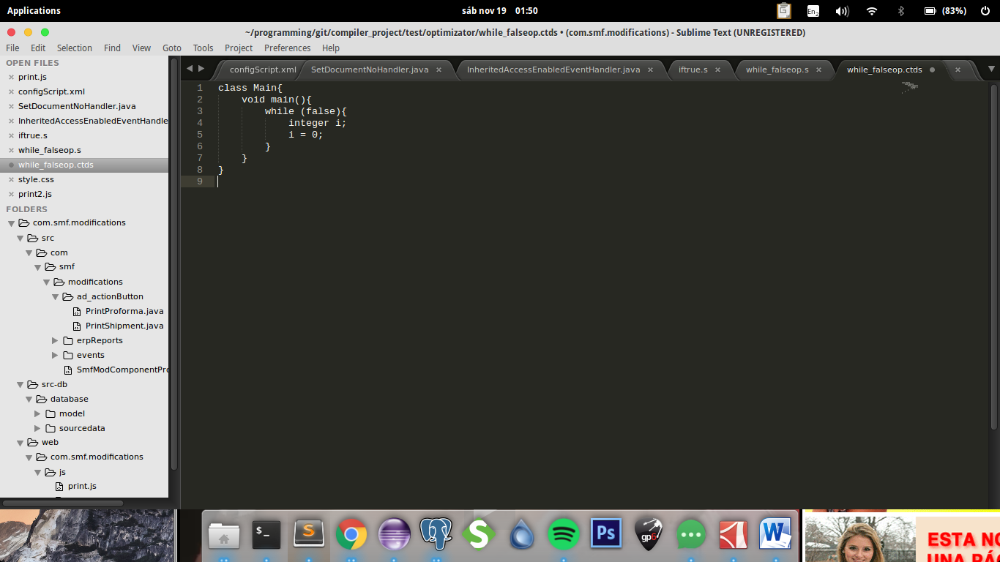 Applications
sáb nov 19 01:50
En2
(83%)
~/programming/git/compiler_project/test/optimizator/while_falseop.ctds • (com.smf.modifications) - Sublime Text (UNREGISTERED)
File Edit Selection Find View Goto Tools Project Preferences Help
OPEN FILES
print.js
configScript.xml
SetDocumentNoHandler.java
InheritedAccessEnabledEventHandle
iftrue.s
while_falseop.s
while_falseop.ctds
style.css
print2.js
FOLDERS
com.smf.modifications
src
com
smf
modifications
ad_actionButton
PrintProforma.java
PrintShipment.java
erpReports
events
SmfModComponentPro
src-db
database
model
sourcedata
web
com.smf.modifications
js
print.js
configScript.xml SetDocumentNoHandler.java InheritedAccessEnabledEventHandler.java iftrue.s while_falseop.s while_falseop.ctds
1 class Main{
2 void main(){
3 while (false){
4 integer i;
5 i = 0;
6 }
7 }
8 }
9
$_
S
S
Ps
gp6
W
ESTA NO
UNA PÁG